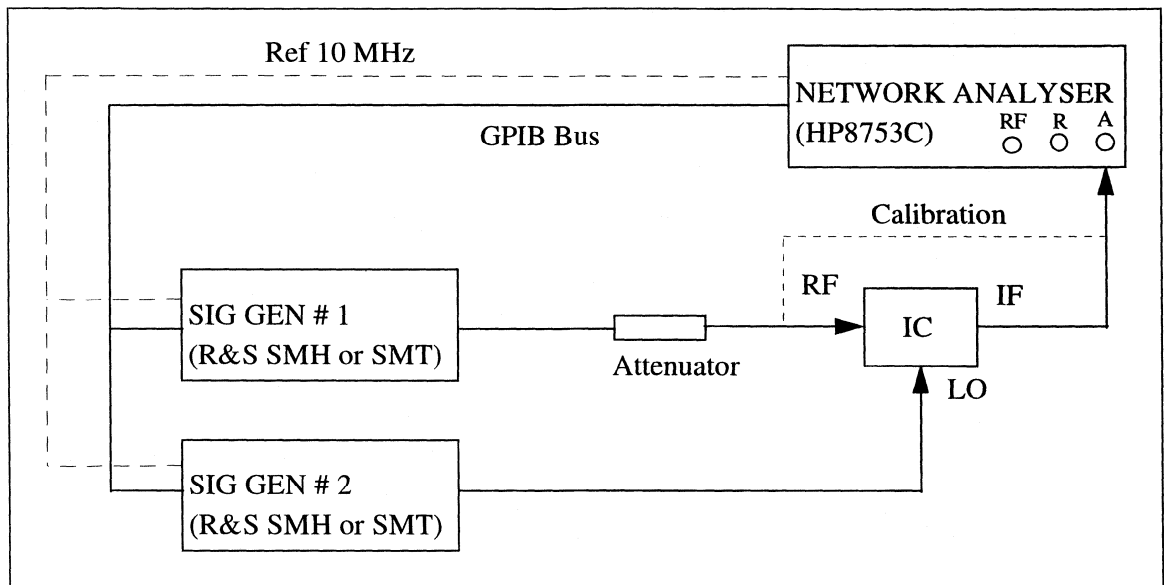 Ref 10 MHz
NETWORK ANALYSER
(HP8753C)
RF R A
GPIB Bus
Calibration
RF
IF
SIG GEN # 1
(R&S SMH or SMT)
IC
Attenuator
LO
SIG GEN # 2
(R&S SMH or SMT)